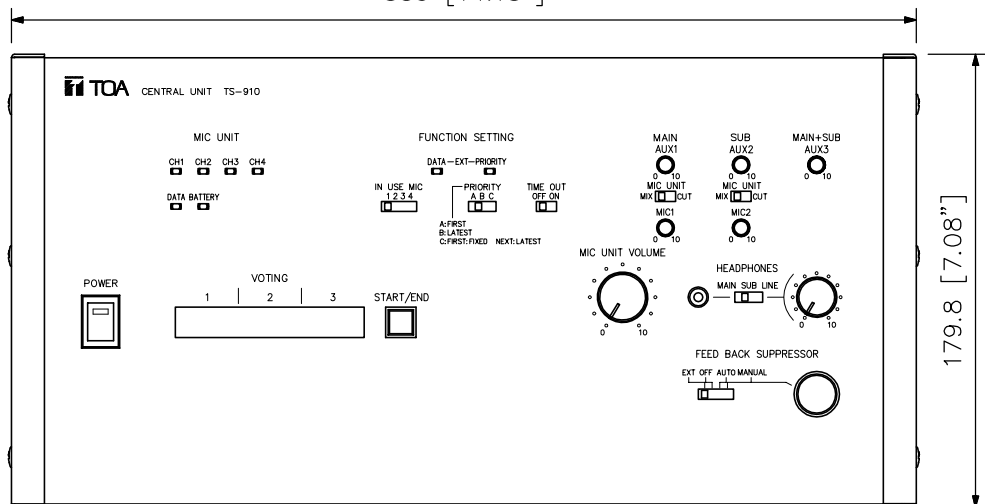 TOA CENTRAL UNIT TS-910
MIC UNIT
CH1 CH2 CH3 CH4
DATA BATTERY
FUNCTION SETTING
DATA-EXT-PRIORITY
IN USE MIC
1 2 3 4
PRIORITY
A B C
TIME OUT
OFF ON
A:FIRST
B:LATEST
C:FIRST:FIXED NEXT:LATEST
MAIN
AUX1
0 10
SUB
AUX2
0 10
MAIN+SUB
AUX3
0 10
MIC UNIT
MIX CUT
MIC UNIT
MIX CUT
MIC1
0 10
MIC2
0 10
MIC UNIT VOLUME
0 10
HEADPHONES
MAIN SUB LINE
0 10
POWER
VOTING
1 2 3
START/END
FEED BACK SUPPRESSOR
EXT OFF AUTO MANUAL
179.8 [7.08"]